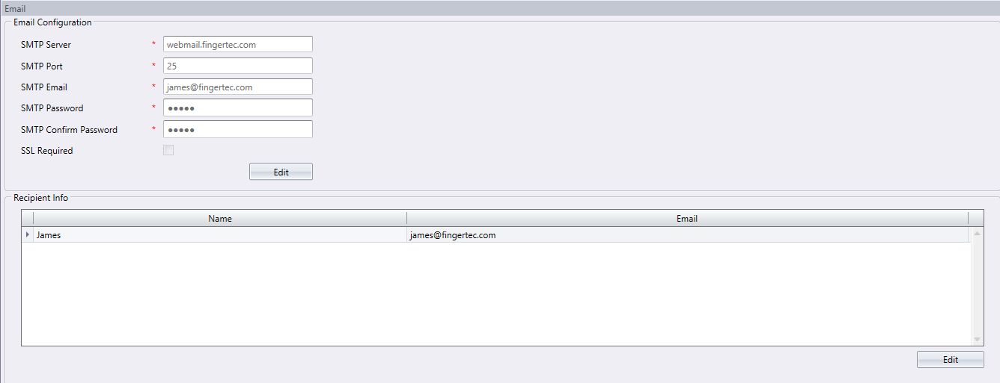 Email
Email Configuration
SMTP Server * webmail.fingertec.com
SMTP Port * 25
SMTP Email * james@fingertec.com
SMTP Password * ●●●●●
SMTP Confirm Password * ●●●●●
SSL Required
Edit
Recipient Info
Name Email
James james@fingertec.com
Edit